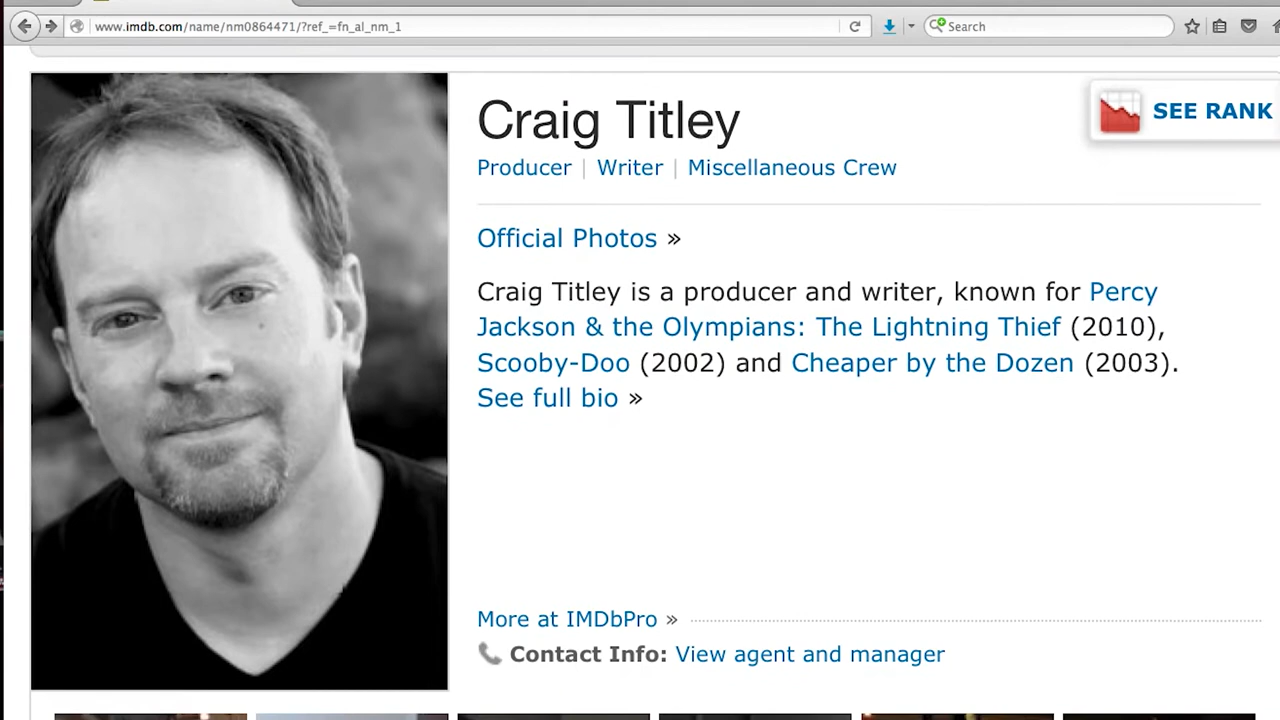 www.imdb.com/name/nm0864471/?ref_=fn_al_nm_1
Search
Craig Titley
SEE RANK
Producer | Writer | Miscellaneous Crew
Official Photos »
Craig Titley is a producer and writer, known for Percy
Jackson & the Olympians: The Lightning Thief (2010),
Scooby-Doo (2002) and Cheaper by the Dozen (2003).
See full bio »
More at IMDbPro »
Contact Info: View agent and manager